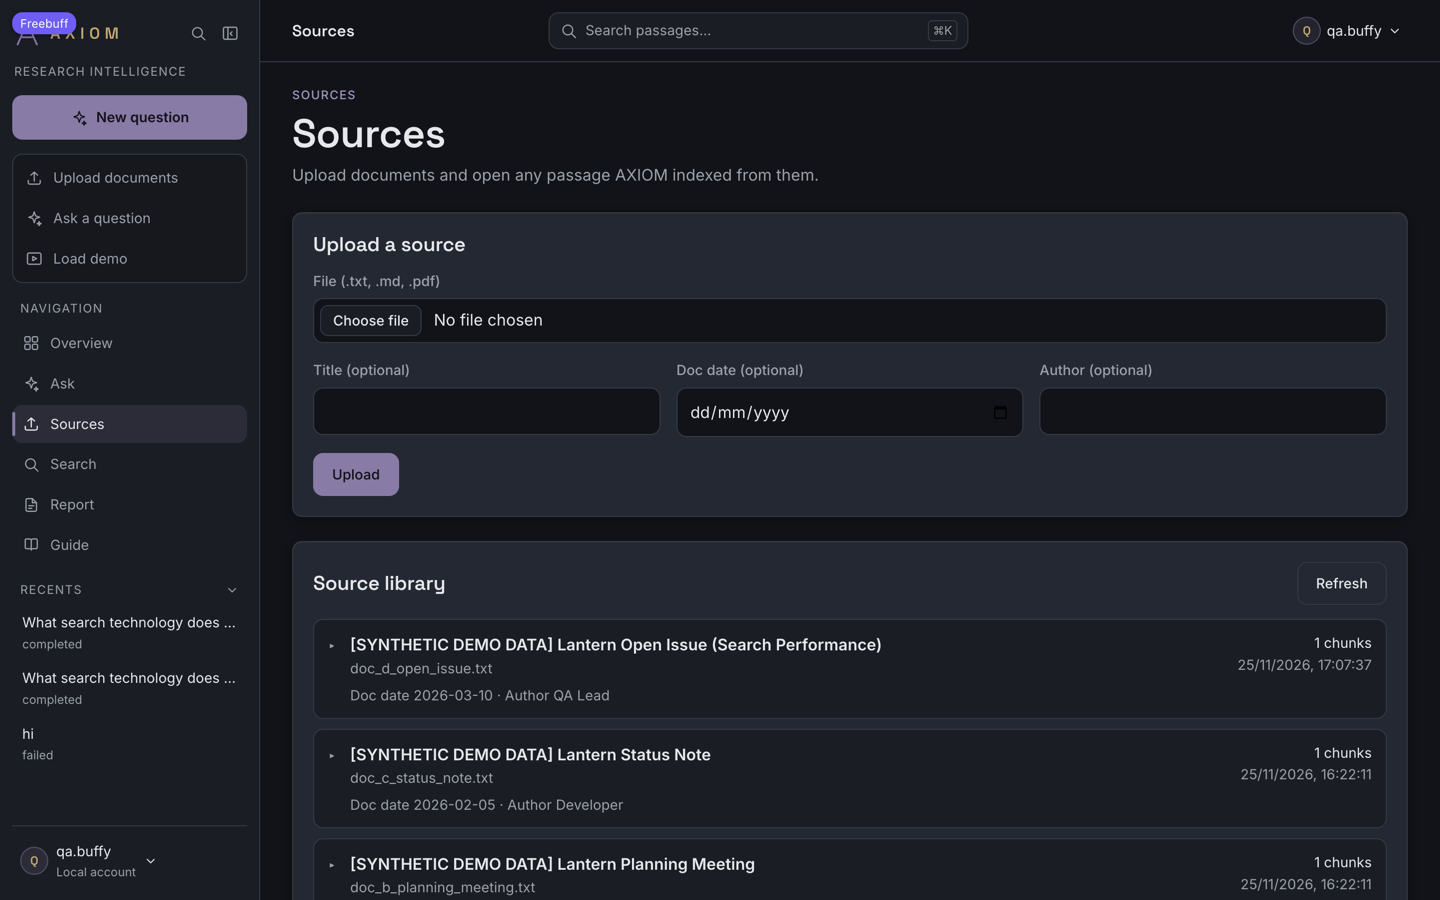 Freebuff
AXIOM
RESEARCH INTELLIGENCE
New question
Upload documents
Ask a question
Load demo
NAVIGATION
Overview
Ask
Sources
Search
Report
Guide
RECENTS
What search technology does ...
completed
What search technology does ...
completed
hi
failed
Q
qa.buffy
Local account
Sources
Search passages...
⌘K
Q
qa.buffy
SOURCES
Sources
Upload documents and open any passage AXIOM indexed from them.
Upload a source
File (.txt, .md, .pdf)
Choose file No file chosen
Title (optional)
Doc date (optional)
Author (optional)
dd/mm/yyyy
Upload
Source library
Refresh
[SYNTHETIC DEMO DATA] Lantern Open Issue (Search Performance)
1 chunks
doc_d_open_issue.txt
25/11/2026, 17:07:37
Doc date 2026-03-10 · Author QA Lead
[SYNTHETIC DEMO DATA] Lantern Status Note
1 chunks
doc_c_status_note.txt
25/11/2026, 16:22:11
Doc date 2026-02-05 · Author Developer
[SYNTHETIC DEMO DATA] Lantern Planning Meeting
1 chunks
doc_b_planning_meeting.txt
25/11/2026, 16:22:11